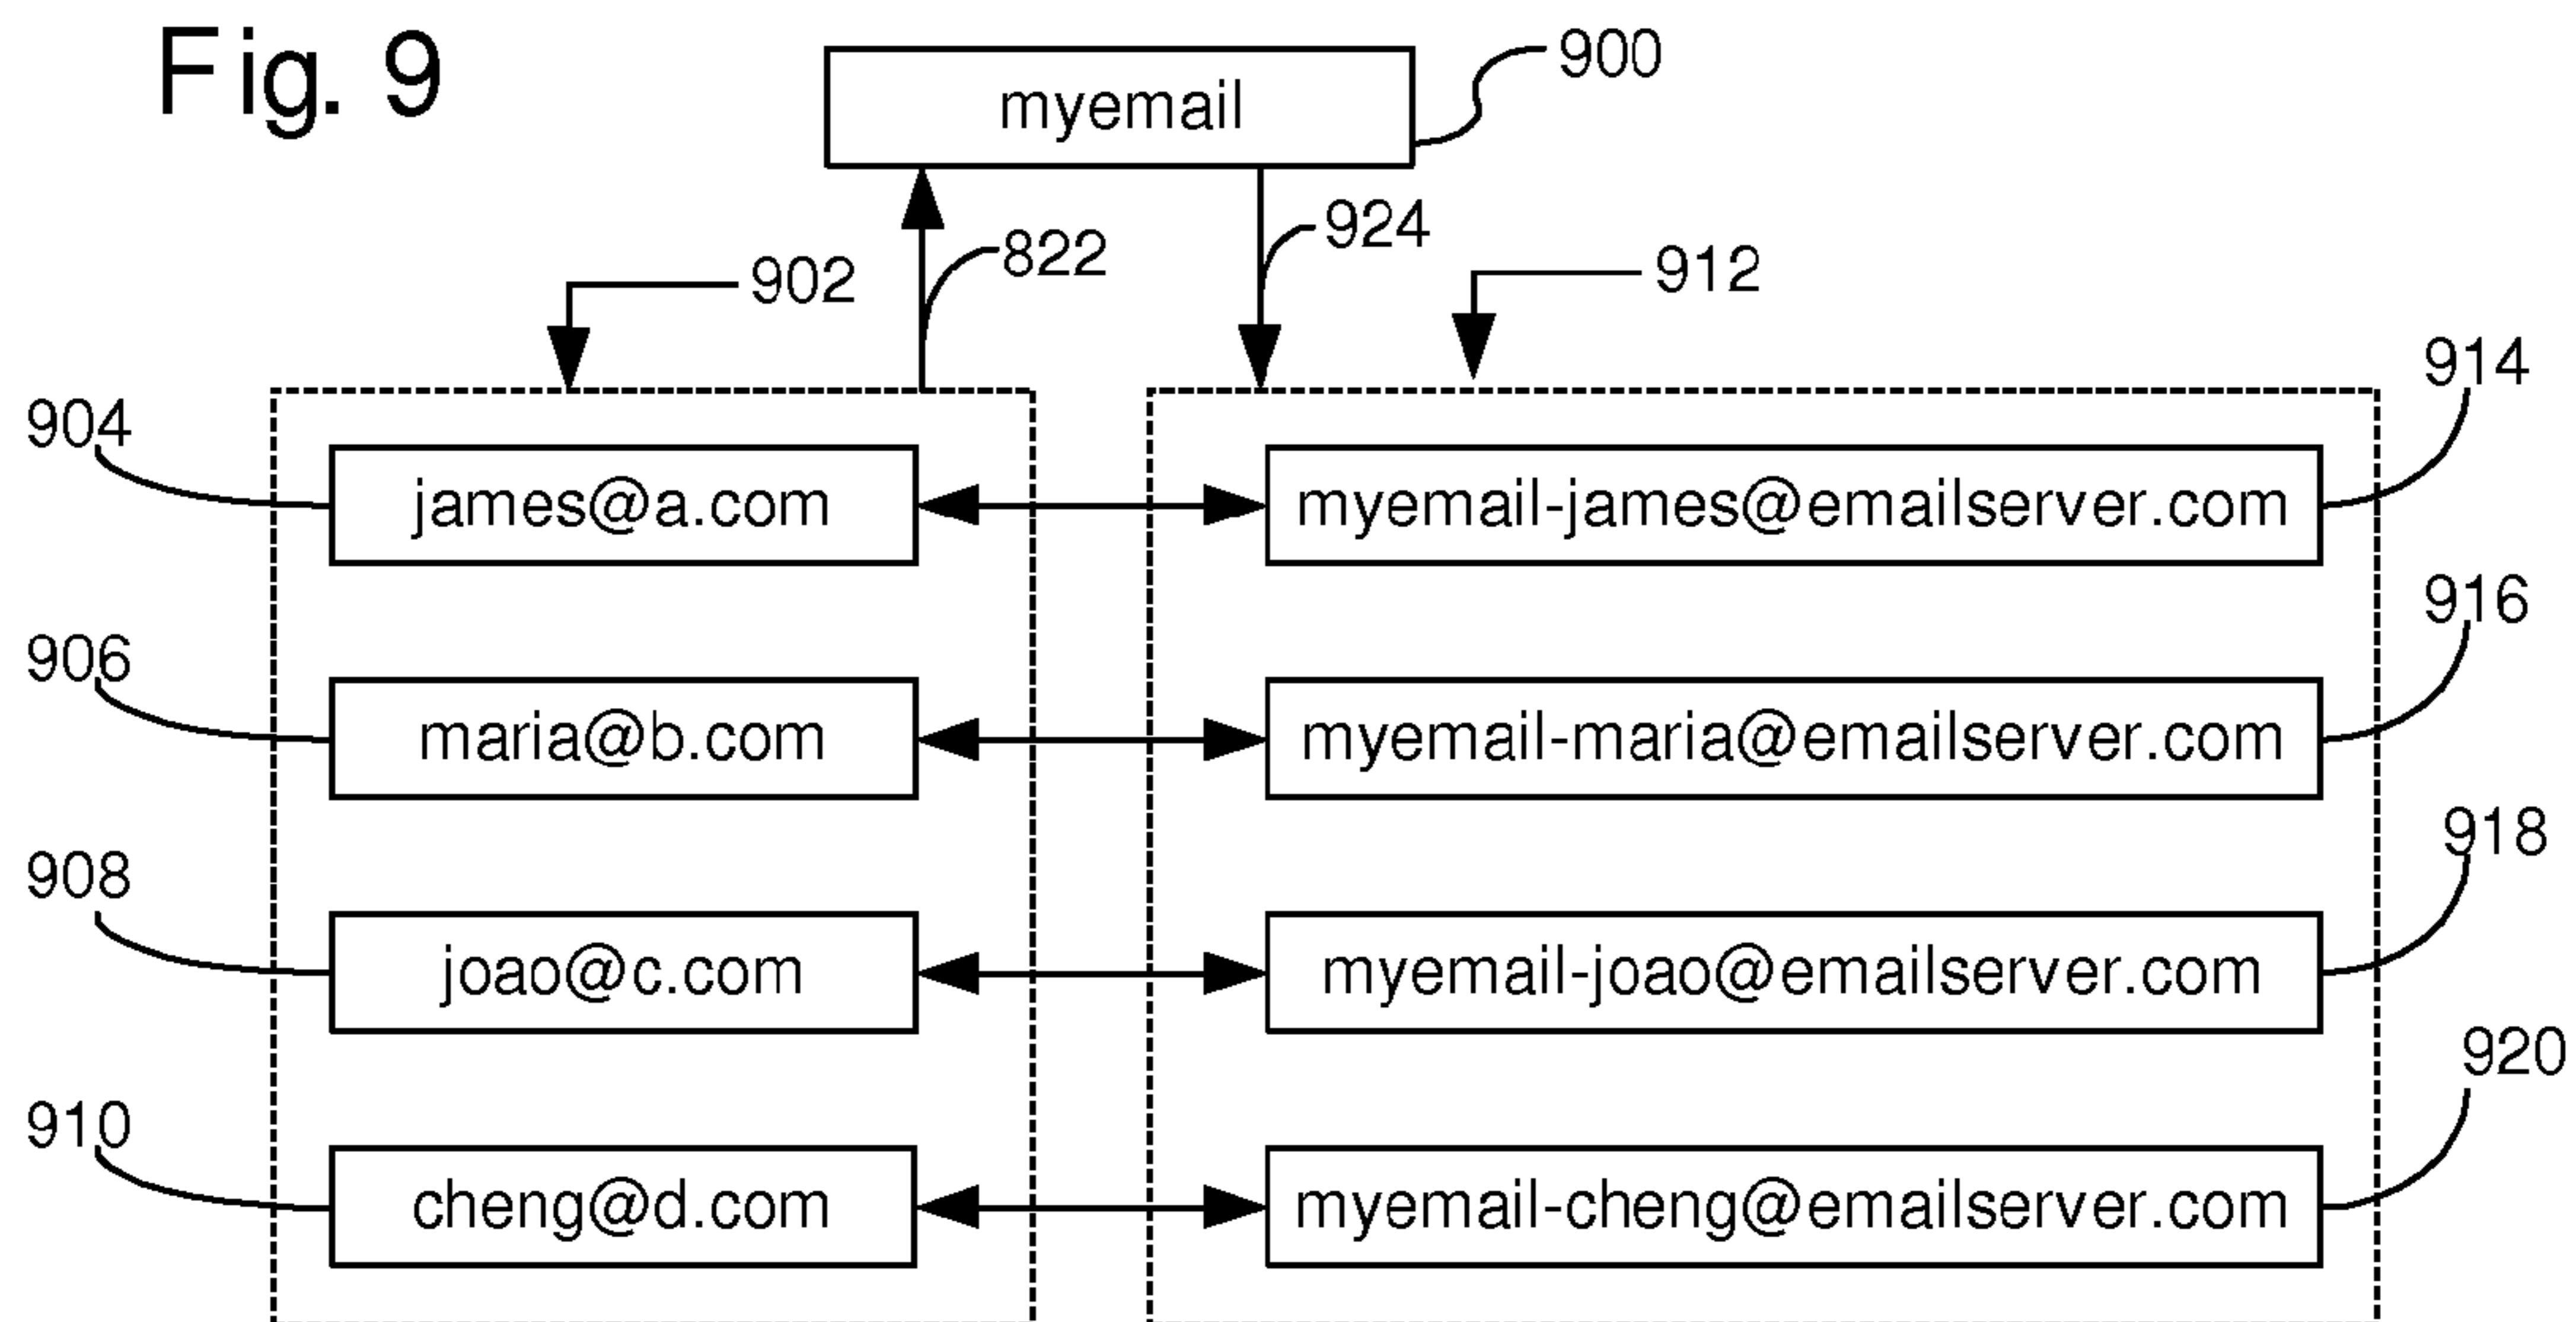 Fig. 9
myemail
900
822
924
902
912
904
james@a.com
myemail-james@emailserver.com
914
906
maria@b.com
myemail-maria@emailserver.com
916
908
joao@c.com
myemail-joao@emailserver.com
918
910
cheng@d.com
myemail-cheng@emailserver.com
920